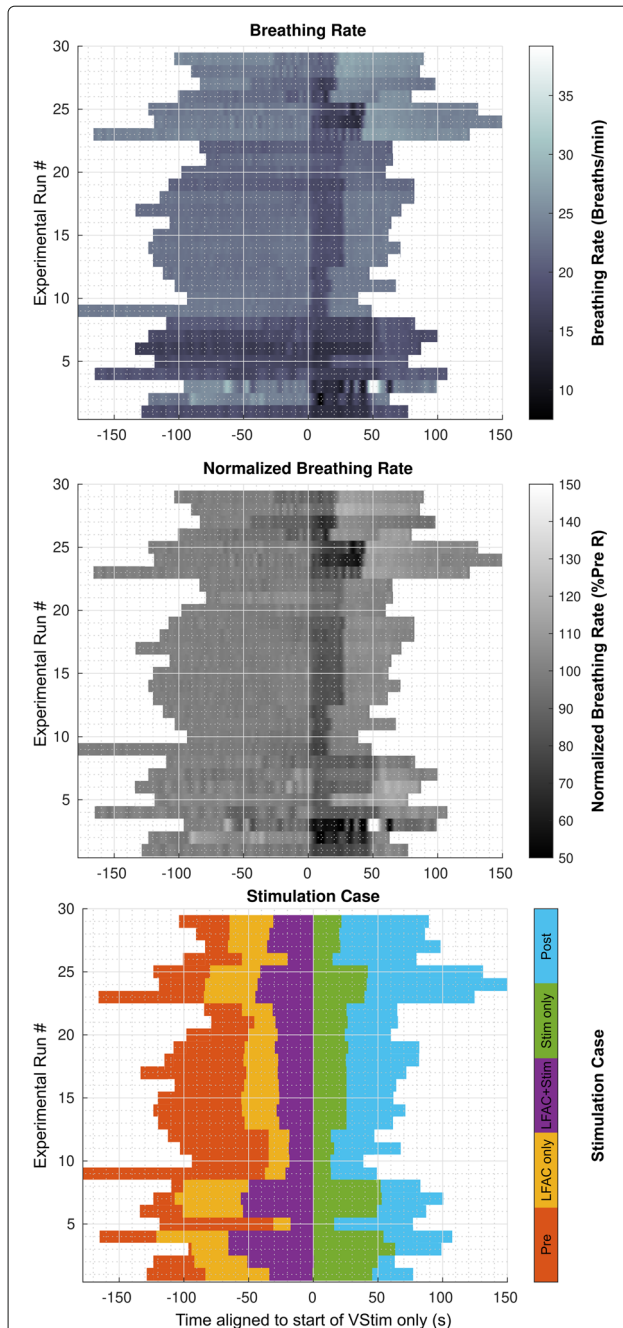 Breathing Rate
30
25
20
15
10
5
Experimental Run #
-150 -100 -50 0 50 100 150
35
30
25
20
15
10
Breathing Rate (Breaths/min)
Normalized Breathing Rate
30
25
20
15
10
5
Experimental Run #
-150 -100 -50 0 50 100 150
150
140
130
120
110
100
90
80
70
60
50
Normalized Breathing Rate (%Pre R)
Stimulation Case
30
25
20
15
10
5
Experimental Run #
-150 -100 -50 0 50 100 150
Time aligned to start of VStim only (s)
Post
Stim only
LFAC+Stim
LFAC only
Pre
Stimulation Case